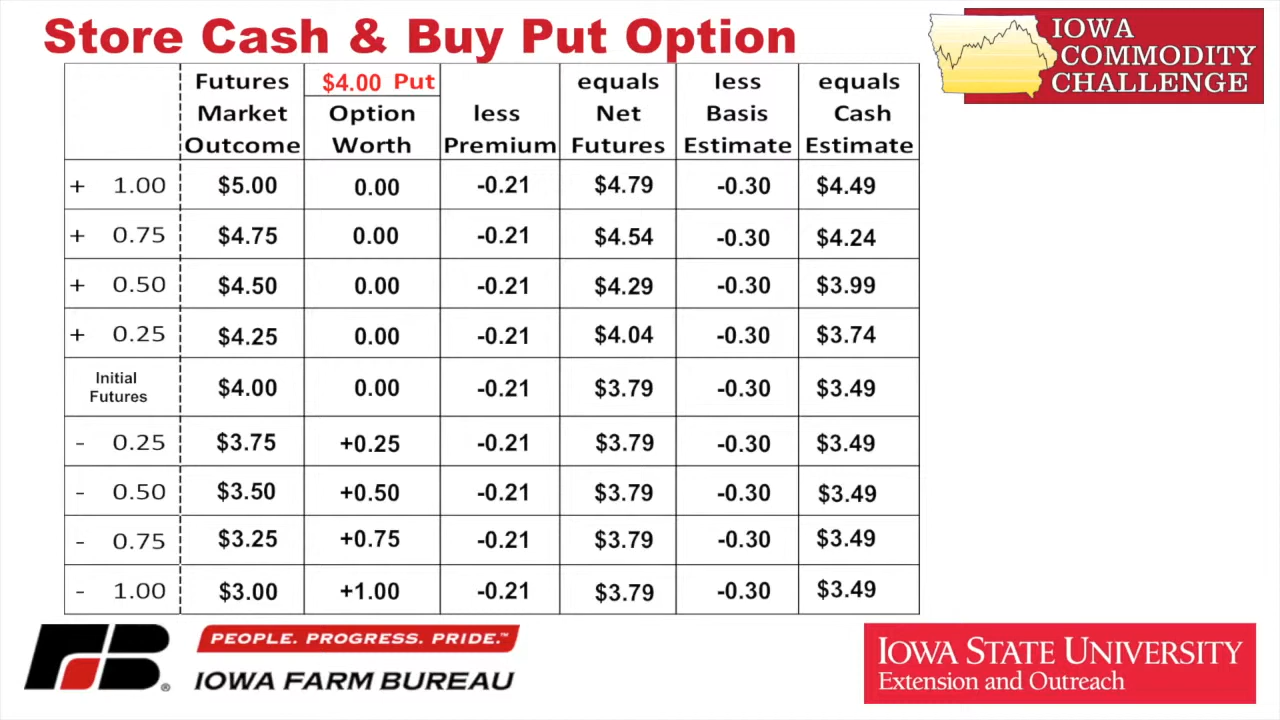 Store Cash & Buy Put Option
IOWA
COMMODITY
CHALLENGE
Futures Market Outcome
$4.00 Put
Option Worth
less Premium
equals Net Futures
less Basis Estimate
equals Cash Estimate
+ 1.00 $5.00 0.00 -0.21 $4.79 -0.30 $4.49
+ 0.75 $4.75 0.00 -0.21 $4.54 -0.30 $4.24
+ 0.50 $4.50 0.00 -0.21 $4.29 -0.30 $3.99
+ 0.25 $4.25 0.00 -0.21 $4.04 -0.30 $3.74
Initial Futures $4.00 0.00 -0.21 $3.79 -0.30 $3.49
- 0.25 $3.75 +0.25 -0.21 $3.79 -0.30 $3.49
- 0.50 $3.50 +0.50 -0.21 $3.79 -0.30 $3.49
- 0.75 $3.25 +0.75 -0.21 $3.79 -0.30 $3.49
- 1.00 $3.00 +1.00 -0.21 $3.79 -0.30 $3.49
PEOPLE. PROGRESS. PRIDE.™
® IOWA FARM BUREAU
IOWA STATE UNIVERSITY
Extension and Outreach